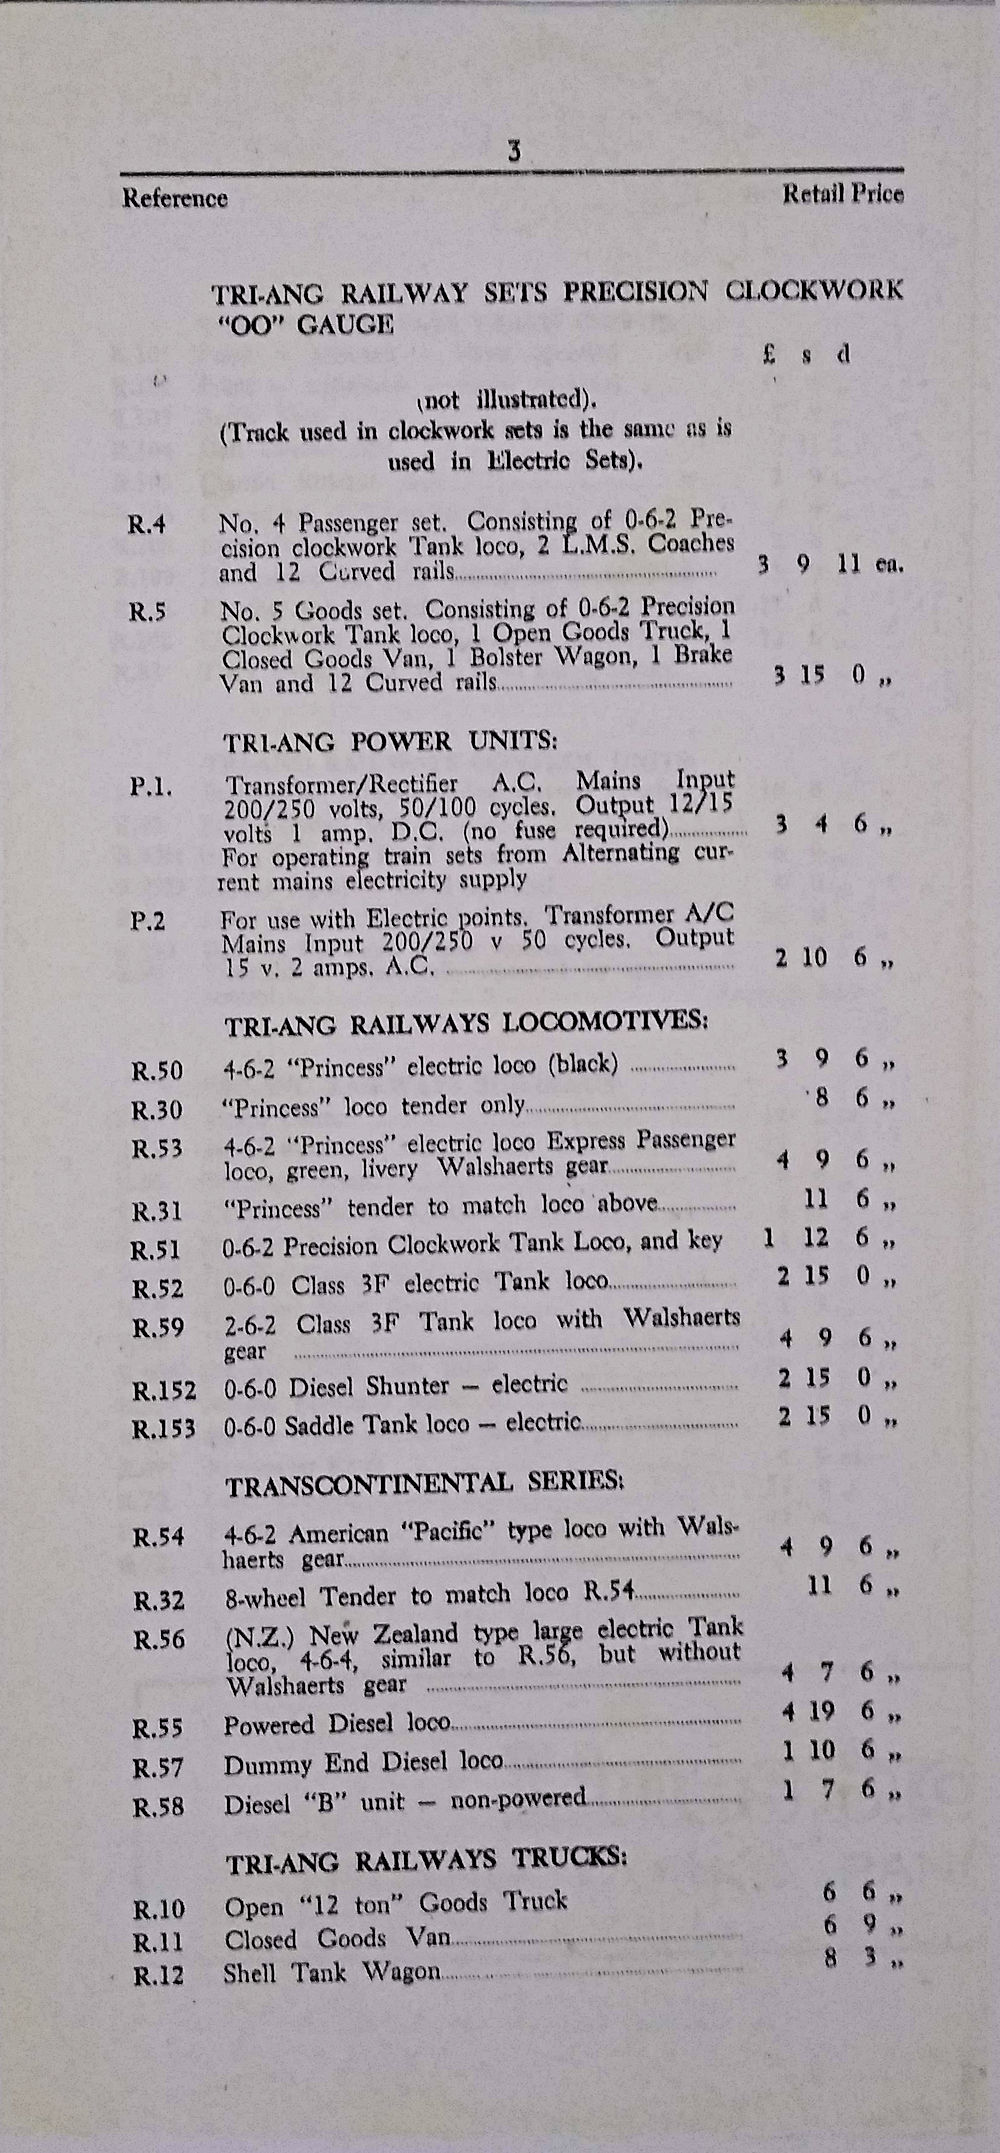 3
Reference Retail Price
TRI-ANG RAILWAY SETS PRECISION CLOCKWORK
“OO” GAUGE
£ s d
(not illustrated).
(Track used in clockwork sets is the same as is
used in Electric Sets).
R.4 No. 4 Passenger set. Consisting of 0-6-2 Pre-
cision clockwork Tank loco, 2 L.M.S. Coaches
and 12 Curved rails 3 9 11 ea.
R.5 No. 5 Goods set. Consisting of 0-6-2 Precision
Clockwork Tank loco, 1 Open Goods Truck, 1
Closed Goods Van, 1 Bolster Wagon, 1 Brake
Van and 12 Curved rails 3 15 0 „
TRI-ANG POWER UNITS:
P.1. Transformer/Rectifier A.C. Mains Input
200/250 volts, 50/100 cycles. Output 12/15
volts 1 amp. D.C. (no fuse required) 3 4 6 „
For operating train sets from Alternating cur-
rent mains electricity supply
P.2 For use with Electric points. Transformer A/C
Mains Input 200/250 v 50 cycles. Output
15 v. 2 amps. A.C. 2 10 6 „
TRI-ANG RAILWAYS LOCOMOTIVES:
R.50 4-6-2 “Princess” electric loco (black) 3 9 6 „
R.30 “Princess” loco tender only 8 6 „
R.53 4-6-2 “Princess” electric loco Express Passenger
loco, green, livery Walshaerts gear 4 9 6 „
R.31 “Princess” tender to match loco above 11 6 „
R.51 0-6-2 Precision Clockwork Tank Loco, and key 1 12 6 „
R.52 0-6-0 Class 3F electric Tank loco 2 15 0 „
R.59 2-6-2 Class 3F Tank loco with Walshaerts
gear 4 9 6 „
R.152 0-6-0 Diesel Shunter — electric 2 15 0 „
R.153 0-6-0 Saddle Tank loco — electric 2 15 0 „
TRANSCONTINENTAL SERIES:
R.54 4-6-2 American “Pacific” type loco with Wals-
haerts gear 4 9 6 „
R.32 8-wheel Tender to match loco R.54 11 6 „
R.56 (N.Z.) New Zealand type large electric Tank
loco, 4-6-4, similar to R.56, but without
Walshaerts gear 4 7 6 „
R.55 Powered Diesel loco 4 19 6 „
R.57 Dummy End Diesel loco 1 10 6 „
R.58 Diesel “B” unit — non-powered 1 7 6 „
TRI-ANG RAILWAYS TRUCKS:
R.10 Open “12 ton” Goods Truck 6 6 „
R.11 Closed Goods Van 6 9 „
R.12 Shell Tank Wagon 8 3 „